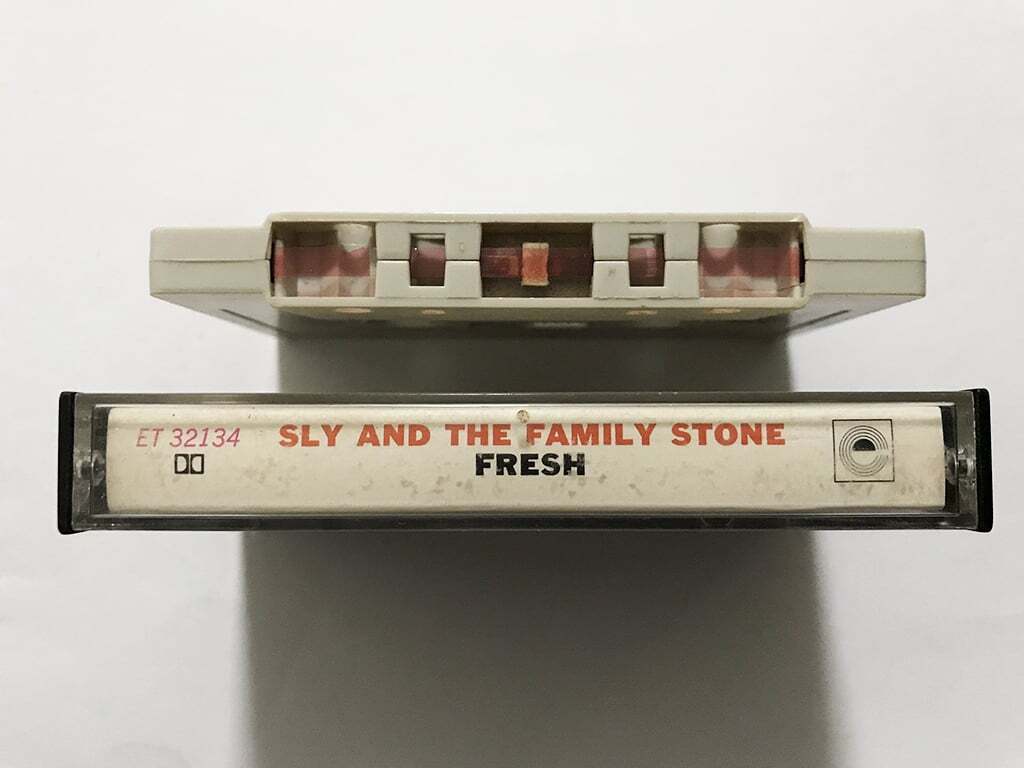 ET 32134 SLY AND THE FAMILY STONE
FRESH